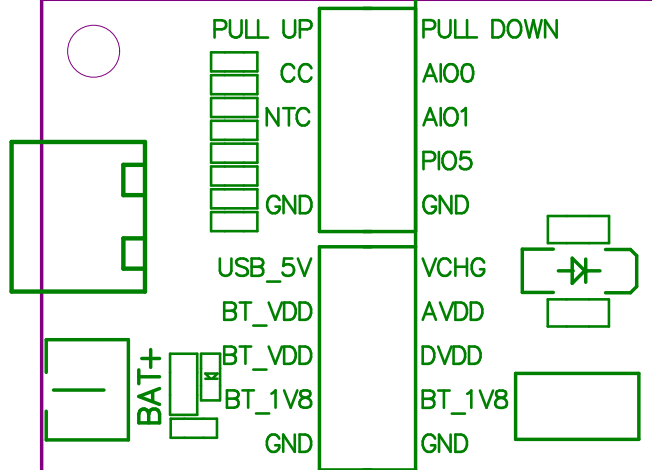 PULL UP PULL DOWN
CC AIO0
NTC AIO1
PIO5
GND GND
USB_5V VCHG
BT_VDD AVDD
BT_VDD DVDD
BT_1V8 BT_1V8
GND GND
BAT+